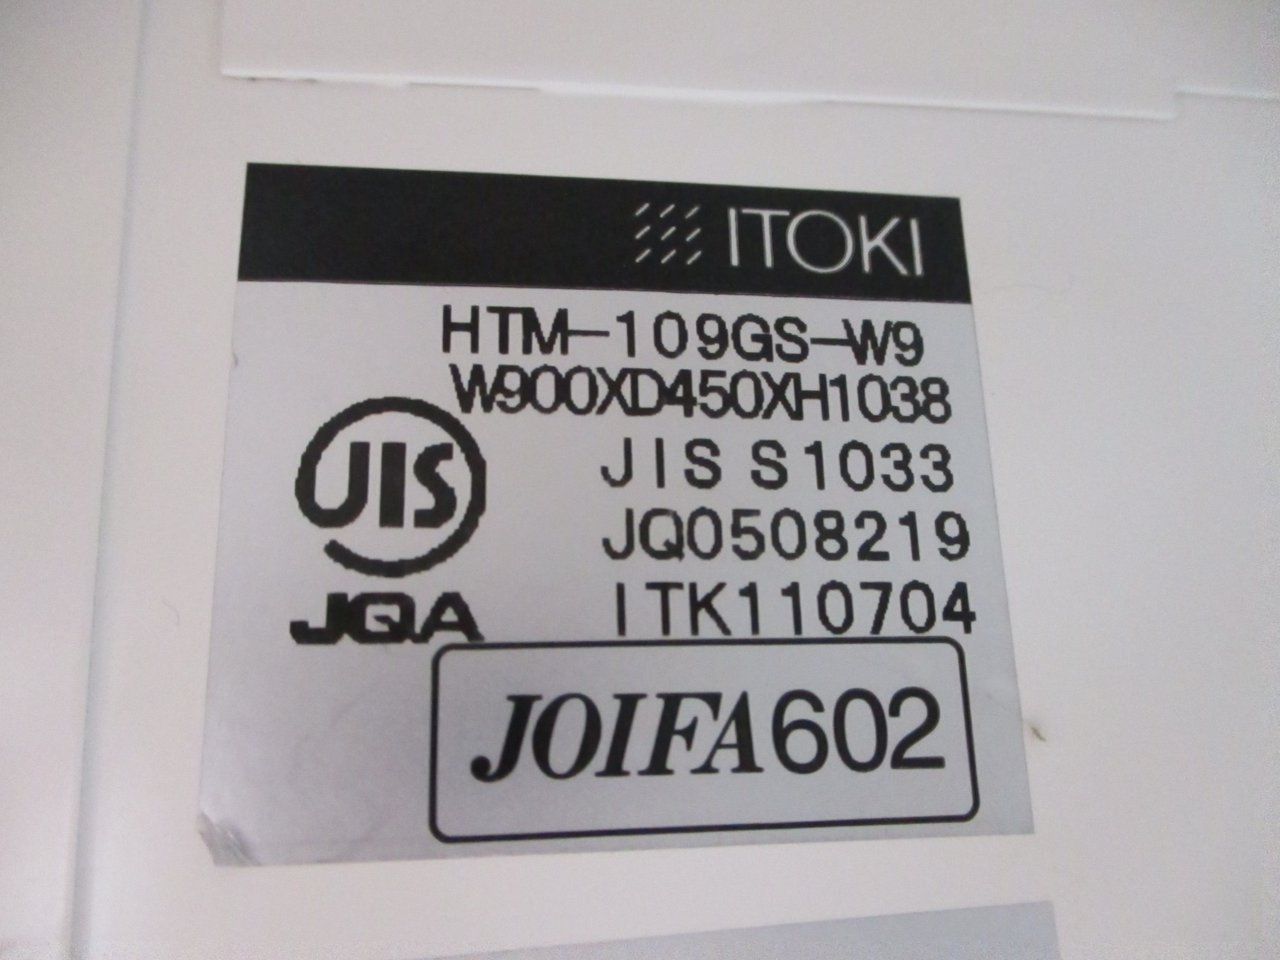 ITOKI
HTM-109GS-W9
W900XD450XH1038
JIS
JIS S1033
JQ0508219
JQA
ITK110704
JOIFA602